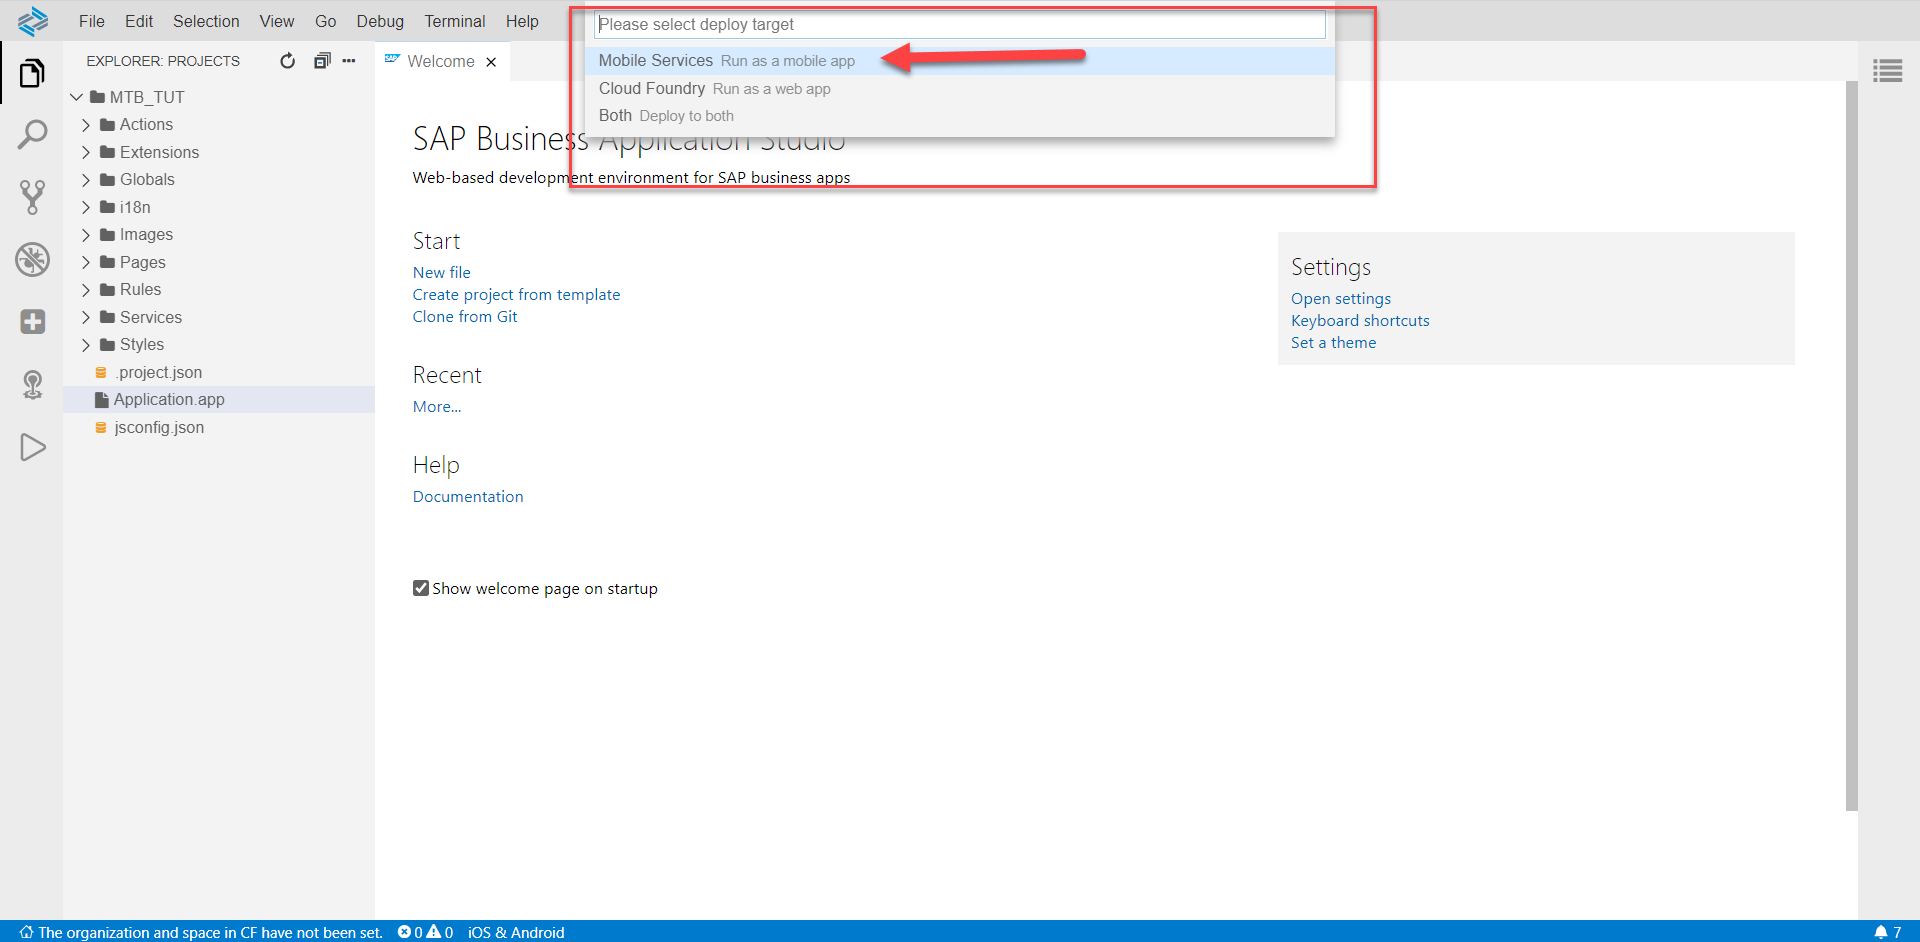 File Edit Selection View Go Debug Terminal Help
Please select deploy target
Mobile Services Run as a mobile app
Cloud Foundry Run as a web app
Both Deploy to both
EXPLORER: PROJECTS
MTB_TUT
Actions
Extensions
Globals
i18n
Images
Pages
Rules
Services
Styles
.project.json
Application.app
jsconfig.json
SAP Welcome
SAP Business Application Studio
Web-based development environment for SAP business apps
Start
New file
Create project from template
Clone from Git
Recent
More...
Help
Documentation
Show welcome page on startup
Settings
Open settings
Keyboard shortcuts
Set a theme
The organization and space in CF have not been set. 0 0 iOS & Android 7